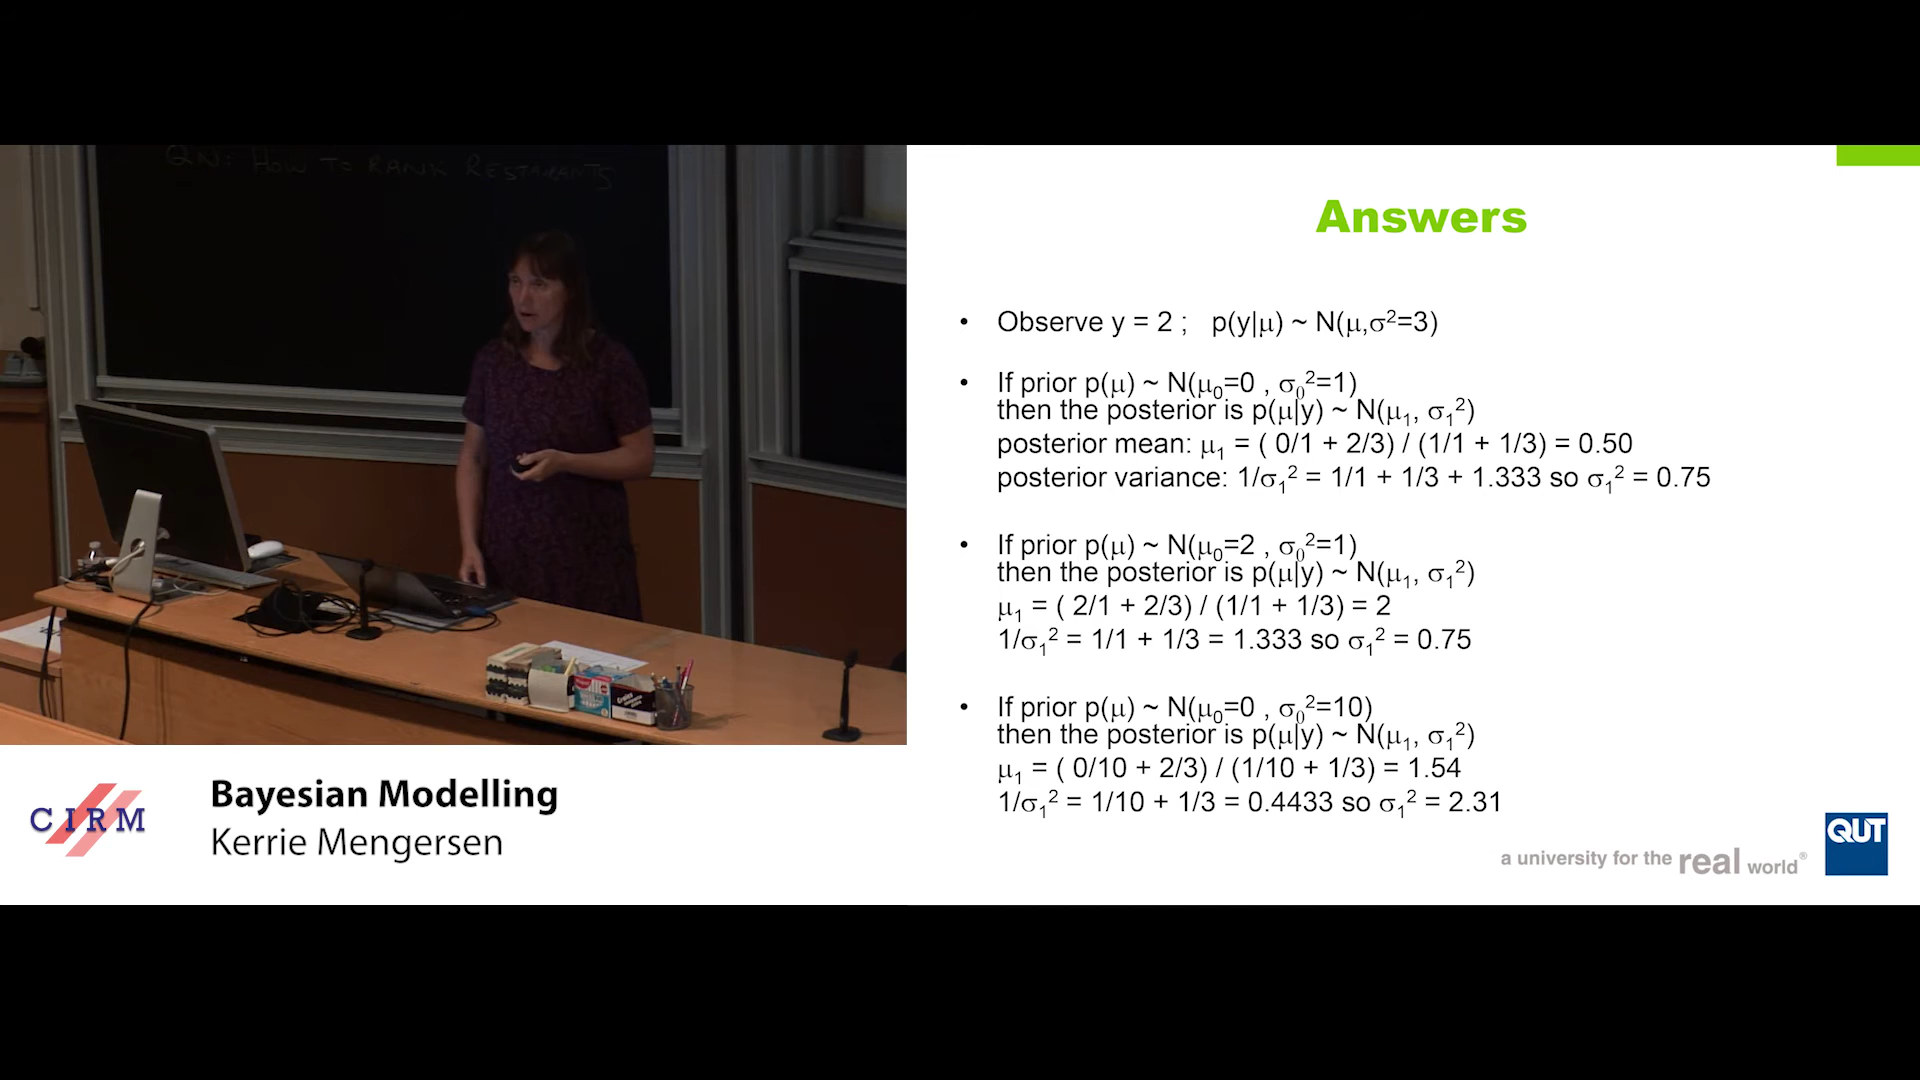 QN: HOW TO RANK RESTAURANTS
Answers
• Observe y = 2 ; p(y|μ) ~ N(μ,σ²=3)
• If prior p(μ) ~ N(μ₀=0 , σ₀²=1)
then the posterior is p(μ|y) ~ N(μ₁, σ₁²)
posterior mean: μ₁ = ( 0/1 + 2/3) / (1/1 + 1/3) = 0.50
posterior variance: 1/σ₁² = 1/1 + 1/3 + 1.333 so σ₁² = 0.75
• If prior p(μ) ~ N(μ₀=2 , σ₀²=1)
then the posterior is p(μ|y) ~ N(μ₁, σ₁²)
μ₁ = ( 2/1 + 2/3) / (1/1 + 1/3) = 2
1/σ₁² = 1/1 + 1/3 = 1.333 so σ₁² = 0.75
• If prior p(μ) ~ N(μ₀=0 , σ₀²=10)
then the posterior is p(μ|y) ~ N(μ₁, σ₁²)
μ₁ = ( 0/10 + 2/3) / (1/10 + 1/3) = 1.54
1/σ₁² = 1/10 + 1/3 = 0.4433 so σ₁² = 2.31
CIRM
Bayesian Modelling
Kerrie Mengersen
a university for the real world®
QUT